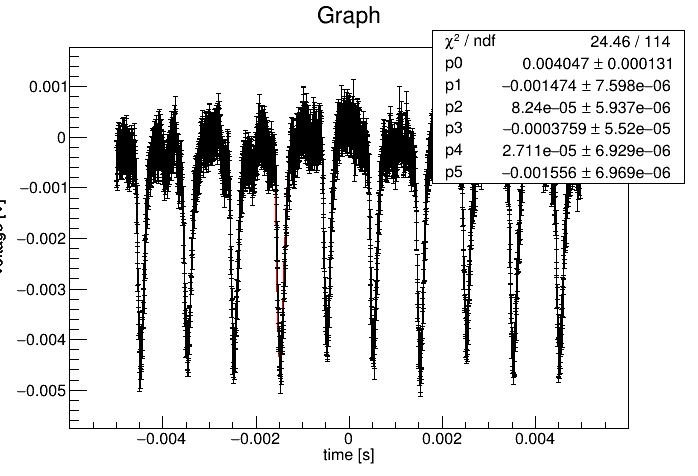 Graph
χ² / ndf 24.46 / 114
p0 0.004047 ± 0.000131
p1 −0.001474 ± 7.598e−06
p2 8.24e−05 ± 5.937e−06
p3 −0.0003759 ± 5.52e−05
p4 2.711e−05 ± 6.929e−06
p5 −0.001556 ± 6.969e−06
0.001
0
−0.001
−0.002
−0.003
−0.004
−0.005
−0.004 −0.002 0 0.002 0.004
time [s]